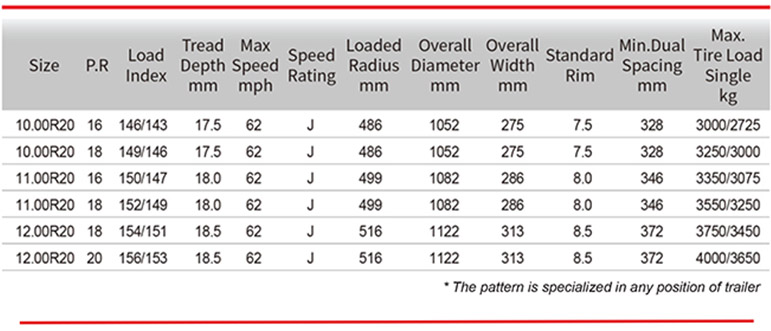 Size P.R Load Index Tread Depth mm Max Speed mph Speed Rating Loaded Radius mm Overall Diameter mm Overall Width mm Standard Rim Min.Dual Spacing mm Max. Tire Load Single kg
10.00R20 16 146/143 17.5 62 J 486 1052 275 7.5 328 3000/2725
10.00R20 18 149/146 17.5 62 J 486 1052 275 7.5 328 3250/3000
11.00R20 16 150/147 18.0 62 J 499 1082 286 8.0 346 3350/3075
11.00R20 18 152/149 18.0 62 J 499 1082 286 8.0 346 3550/3250
12.00R20 18 154/151 18.5 62 J 516 1122 313 8.5 372 3750/3450
12.00R20 20 156/153 18.5 62 J 516 1122 313 8.5 372 4000/3650
* The pattern is specialized in any position of trailer